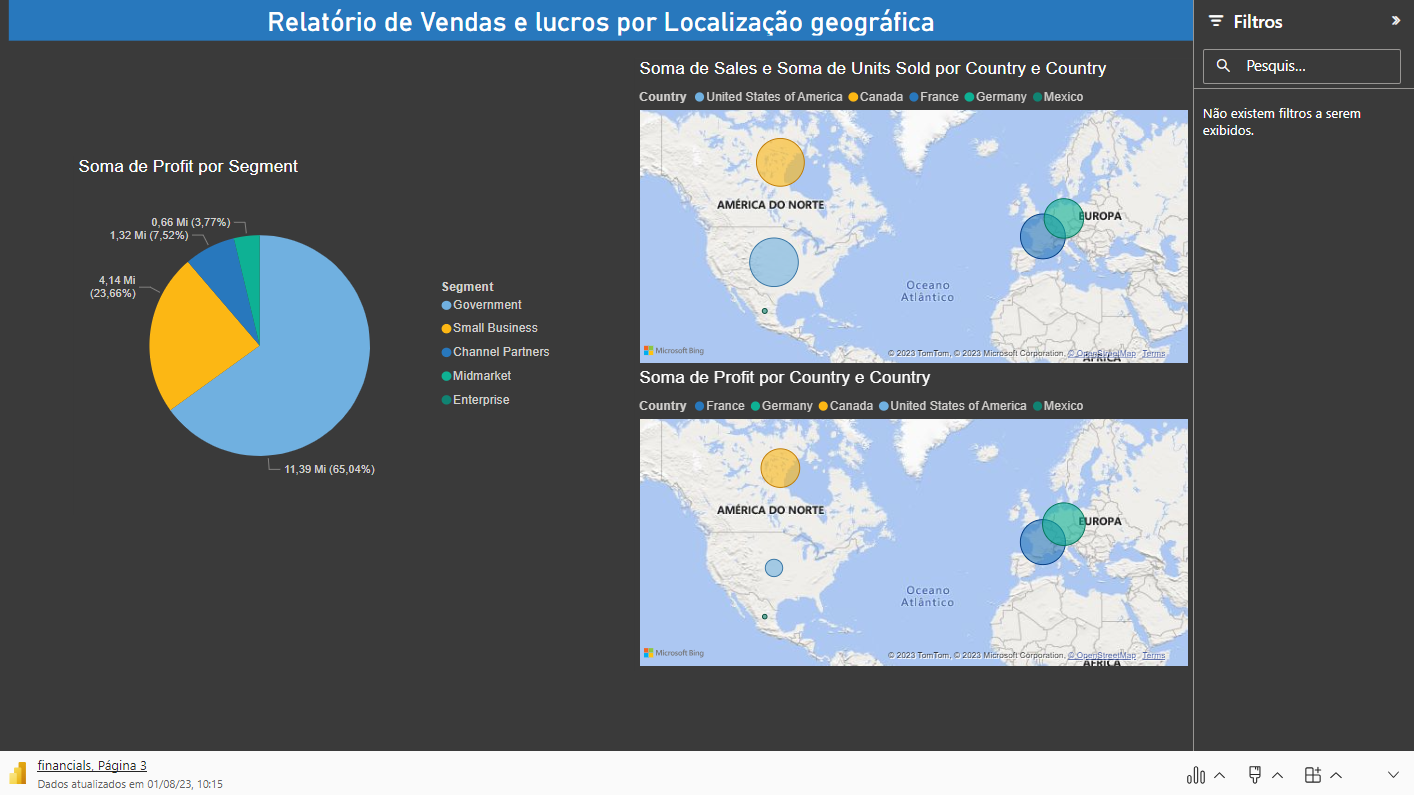 Relatório de Vendas e lucros por Localização geográfica
Filtros
Pesquis...
Não existem filtros a serem
exibidos.
Soma de Profit por Segment
0,66 Mi (3,77%)
1,32 Mi (7,52%)
4,14 Mi
(23,66%)
11,39 Mi (65,04%)
Segment
Government
Small Business
Channel Partners
Midmarket
Enterprise
Soma de Sales e Soma de Units Sold por Country e Country
Country United States of America Canada France Germany Mexico
AMÉRICA DO NORTE
EUROPA
Oceano
Atlântico
ÁFRICA
Microsoft Bing
© 2023 TomTom, © 2023 Microsoft Corporation, © OpenStreetMap Terms
Soma de Profit por Country e Country
Country France Germany Canada United States of America Mexico
AMÉRICA DO NORTE
EUROPA
Oceano
Atlântico
ÁFRICA
Microsoft Bing
© 2023 TomTom, © 2023 Microsoft Corporation, © OpenStreetMap Terms
financials, Página 3
Dados atualizados em 01/08/23, 10:15